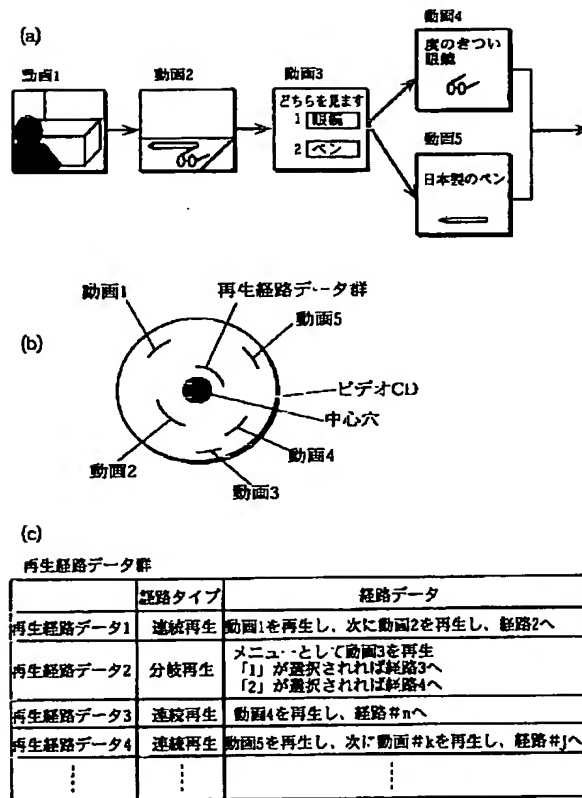 (a)
動画1
動画2
動画3
どちらを見ます
1 眼鏡
2 ペン
動画4
度のきつい
眼鏡
動画5
日本製のペン
(b)
動画1
再生経路データ群
動画5
ビデオCD
中心穴
動画4
動画3
動画2
(c)
再生経路データ群
経路タイプ 経路データ
再生経路データ1 連続再生 動画1を再生し、次に動画2を再生し、経路2へ
再生経路データ2 分岐再生 メニューとして動画3を再生
「1」が選択されれば経路3へ
「2」が選択されれば経路4へ
再生経路データ3 連続再生 動画4を再生し、経路#nへ
再生経路データ4 連続再生 動画5を再生し、次に動画#kを再生し、経路#jへ